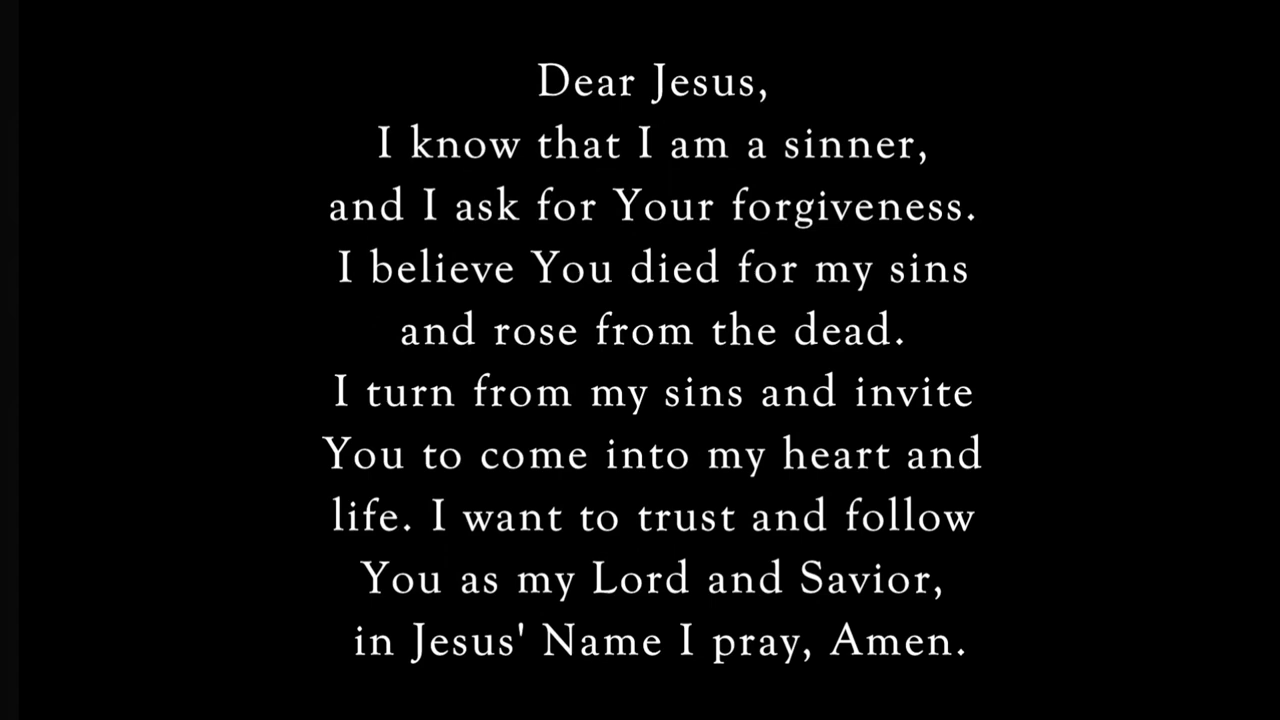 Dear Jesus,
I know that I am a sinner,
and I ask for Your forgiveness.
I believe You died for my sins
and rose from the dead.
I turn from my sins and invite
You to come into my heart and
life. I want to trust and follow
You as my Lord and Savior,
in Jesus' Name I pray, Amen.